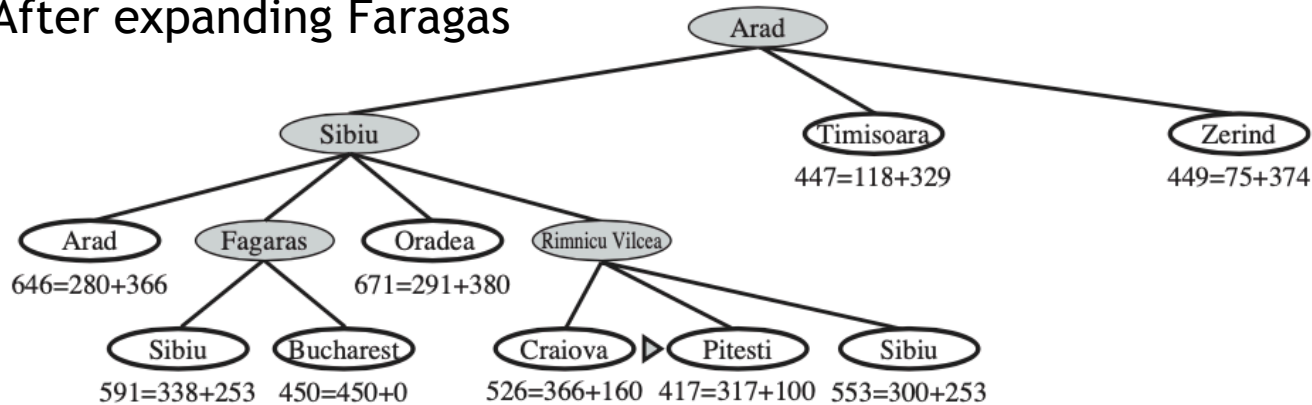 After expanding Faragas
Arad
Sibiu Timisoara Zerind
447=118+329 449=75+374
Arad Fagaras Oradea Rimnicu Vilcea
646=280+366 671=291+380
Sibiu Bucharest Craiova Pitesti Sibiu
591=338+253 450=450+0 526=366+160 417=317+100 553=300+253